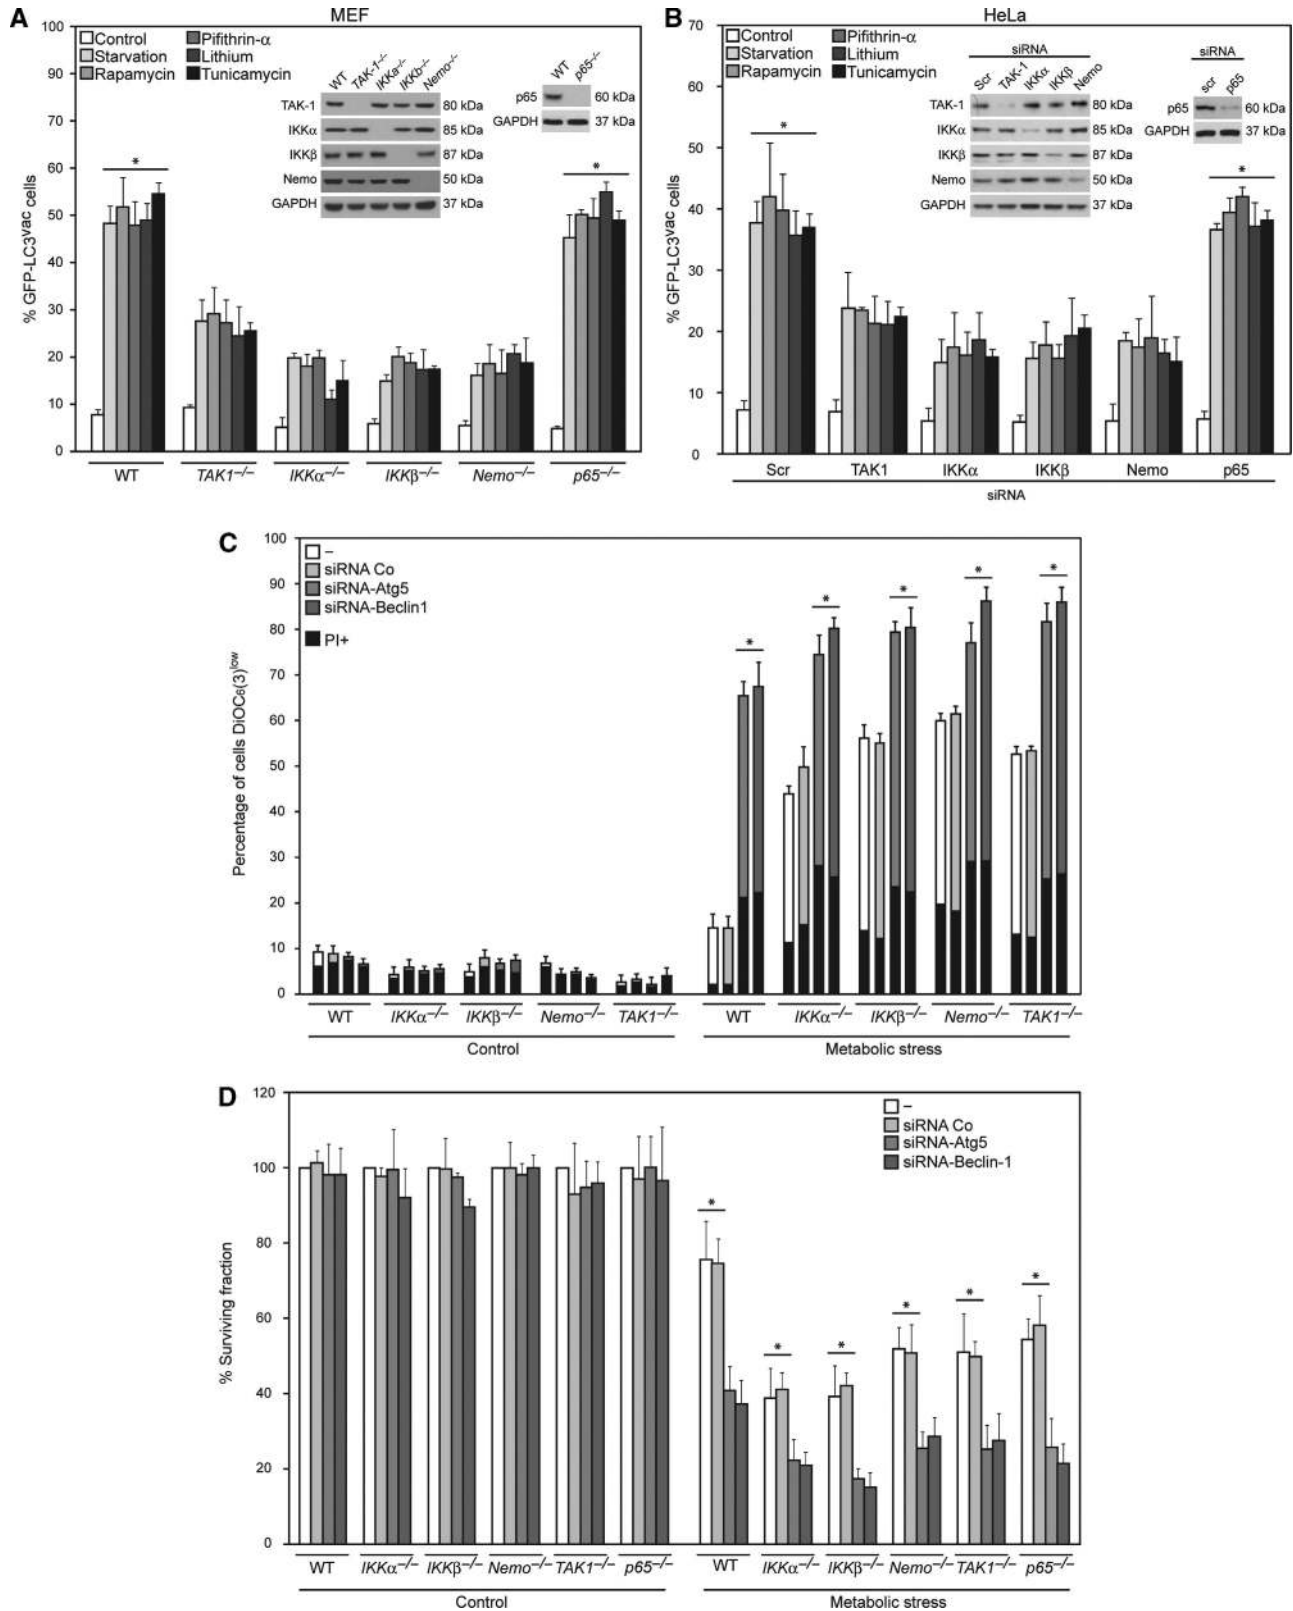 A
MEF
% GFP-LC3vac cells
100
90
80
70
60
50
40
30
20
10
0
Control
Starvation
Rapamycin
Pifithrin-α
Lithium
Tunicamycin
WT TAK-1-/- IKKa-/- IKKb-/- Nemo-/-
TAK-1 80 kDa
IKKα 85 kDa
IKKβ 87 kDa
Nemo 50 kDa
GAPDH 37 kDa
WT p65-/-
p65 60 kDa
GAPDH 37 kDa
* *
WT TAK1–/– IKKα–/– IKKβ–/– Nemo–/– p65–/–
B
HeLa
% GFP-LC3vac cells
70
60
50
40
30
20
10
0
Control
Starvation
Rapamycin
Pifithrin-α
Lithium
Tunicamycin
siRNA
Scr TAK-1 IKKα IKKβ Nemo
TAK-1 80 kDa
IKKα 85 kDa
IKKβ 87 kDa
Nemo 50 kDa
GAPDH 37 kDa
siRNA
scr p65
p65 60 kDa
GAPDH 37 kDa
* *
Scr TAK1 IKKα IKKβ Nemo p65
siRNA
C
Percentage of cells DiOC6(3)low
100
90
80
70
60
50
40
30
20
10
0
–
siRNA Co
siRNA-Atg5
siRNA-Beclin1
PI+
* * * * *
WT IKKα–/– IKKβ–/– Nemo–/– TAK1–/– WT IKKα–/– IKKβ–/– Nemo–/– TAK1–/–
Control Metabolic stress
D
% Surviving fraction
120
100
80
60
40
20
0
–
siRNA Co
siRNA-Atg5
siRNA-Beclin-1
* * * * * *
WT IKKα–/– IKKβ–/– Nemo–/– TAK1–/– p65–/– WT IKKα–/– IKKβ–/– Nemo–/– TAK1–/– p65–/–
Control Metabolic stress